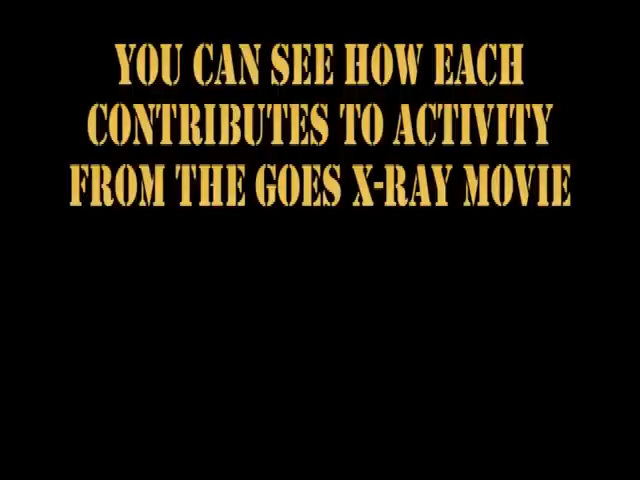 YOU CAN SEE HOW EACH
CONTRIBUTES TO ACTIVITY
FROM THE GOES X-RAY MOVIE